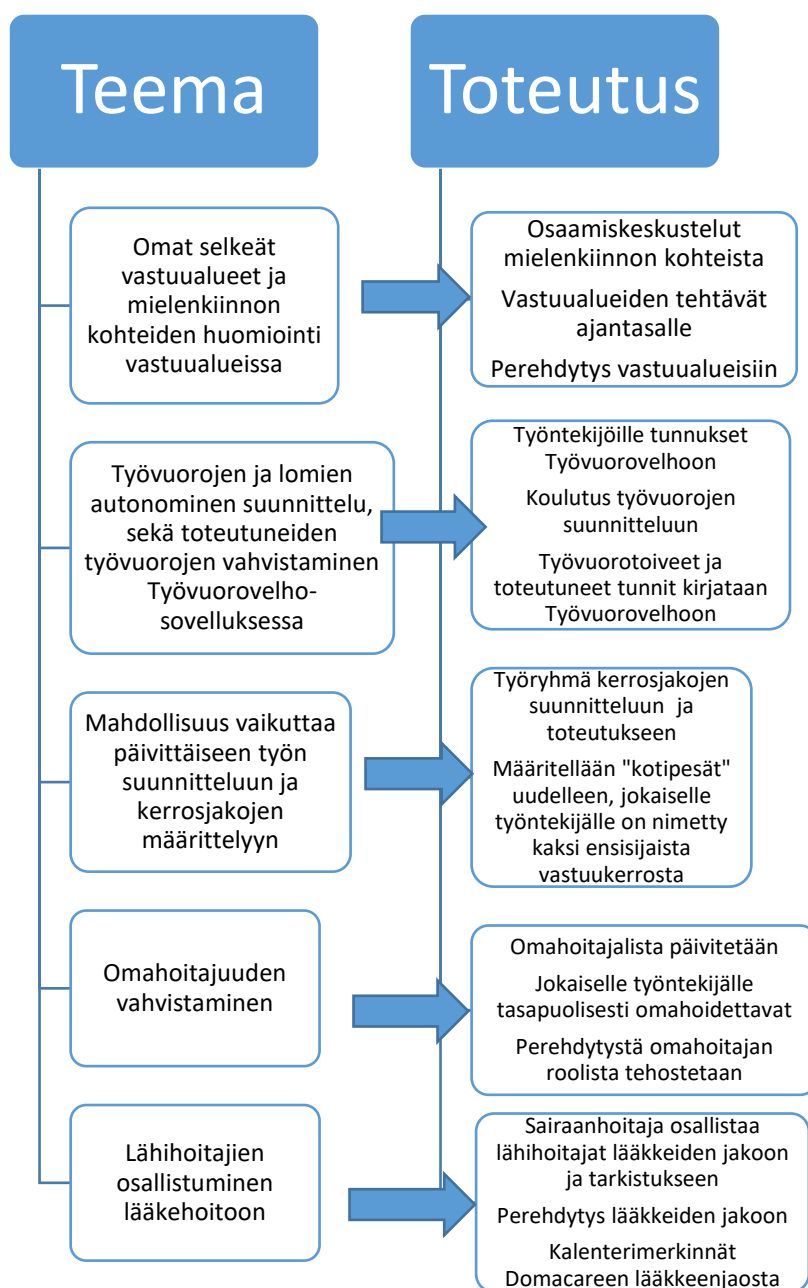 Teema
Toteutus
Omat selkeät
vastuualueet ja
mielenkiinnon
kohteiden huomiointi
vastuualueissa
Osaamiskeskustelut
mielenkiinnon kohteista
Vastuualueiden tehtävät
ajantasalle
Perehdytys vastuualueisiin
Työvuorojen ja lomien
autonominen suunnittelu,
sekä toteutuneiden
työvuorojen vahvistaminen
Työvuorovelho-
sovelluksessa
Työntekijöille tunnukset
Työvuorovelhoon
Koulutus työvuorojen
suunnitteluun
Työvuorotoiveet ja
toteutuneet tunnit kirjataan
Työvuorovelhoon
Mahdollisuus vaikuttaa
päivittäiseen työn
suunnitteluun ja
kerrosjakojen
määrittelyyn
Työryhmä kerrosjakojen
suunnitteluun ja
toteutukseen
Määritellään "kotipesät"
uudelleen, jokaiselle
työntekijälle on nimetty
kaksi ensisijaista
vastuukerrosta
Omahoitajuuden
vahvistaminen
Omahoitajalista päivitetään
Jokaiselle työntekijälle
tasapuolisesti omahoidettavat
Perehdytystä omahoitajan
roolista tehostetaan
Lähihoitajien
osallistuminen
lääkehoitoon
Sairaanhoitaja osallistaa
lähihoitajat lääkkeiden jakoon
ja tarkistukseen
Perehdytys lääkkeiden jakoon
Kalenterimerkinnät
Domacareen lääkkeenjaosta